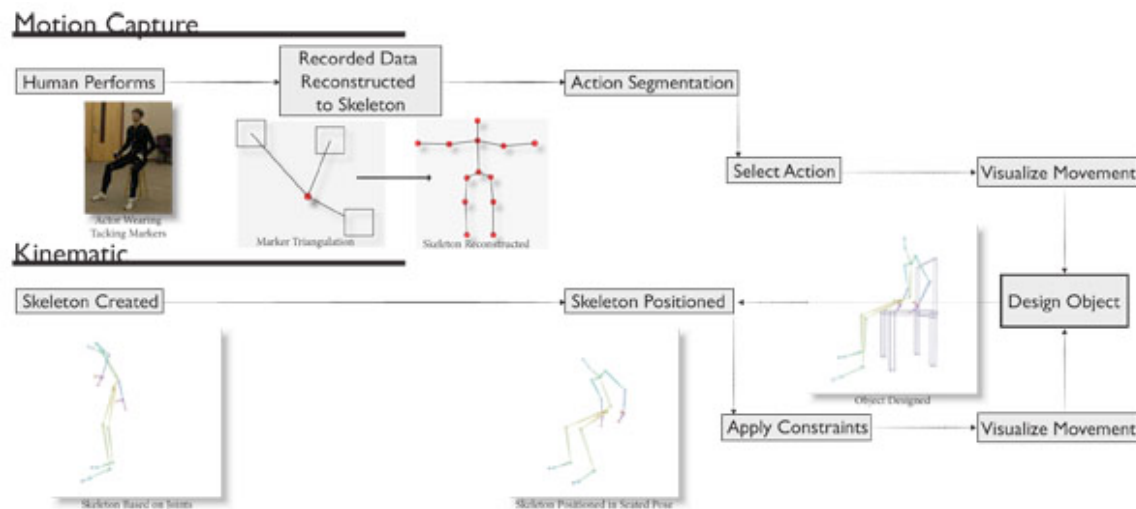 Motion Capture
Human Performs
Recorded Data
Reconstructed
to Skeleton
Action Segmentation
Select Action
Visualize Movement
Actor Wearing
Tacking Markers
Marker Triangulation
Skeleton Reconstructed
Kinematic
Skeleton Created
Skeleton Positioned
Design Object
Object Designed
Apply Constraints
Visualize Movement
Skeleton Based on Joints
Skeleton Positioned in Seated Pose